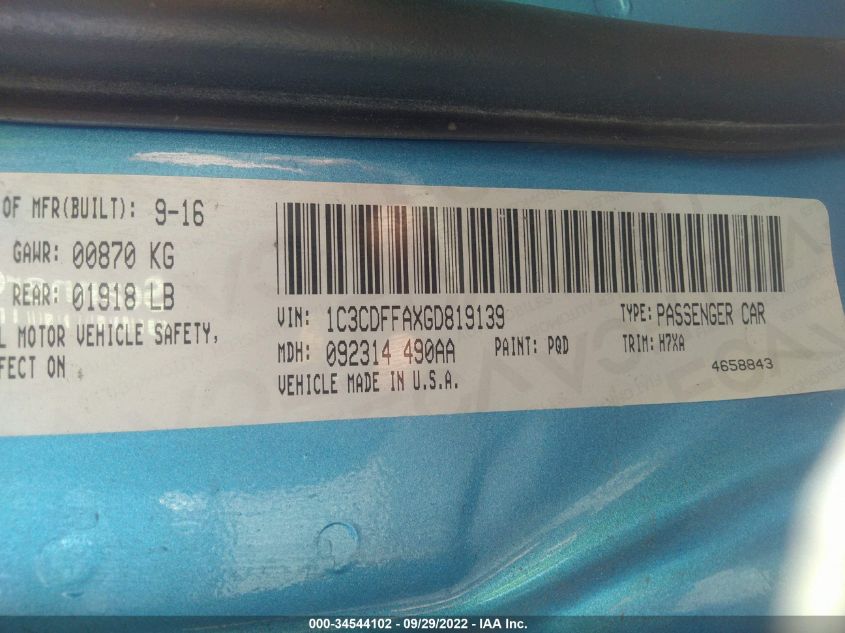 OF MFR(BUILT): 9-16
GAWR: 00870 KG
REAR: 01918 LB
MOTOR VEHICLE SAFETY,
ON
VIN: 1C3CDFFAXGD819139 TYPE: PASSENGER CAR
MDH: 092314 490AA PAINT: PQD TRIM: H7XA
VEHICLE MADE IN U.S.A. 4658843
000-34544102 - 09/29/2022 - IAA Inc.